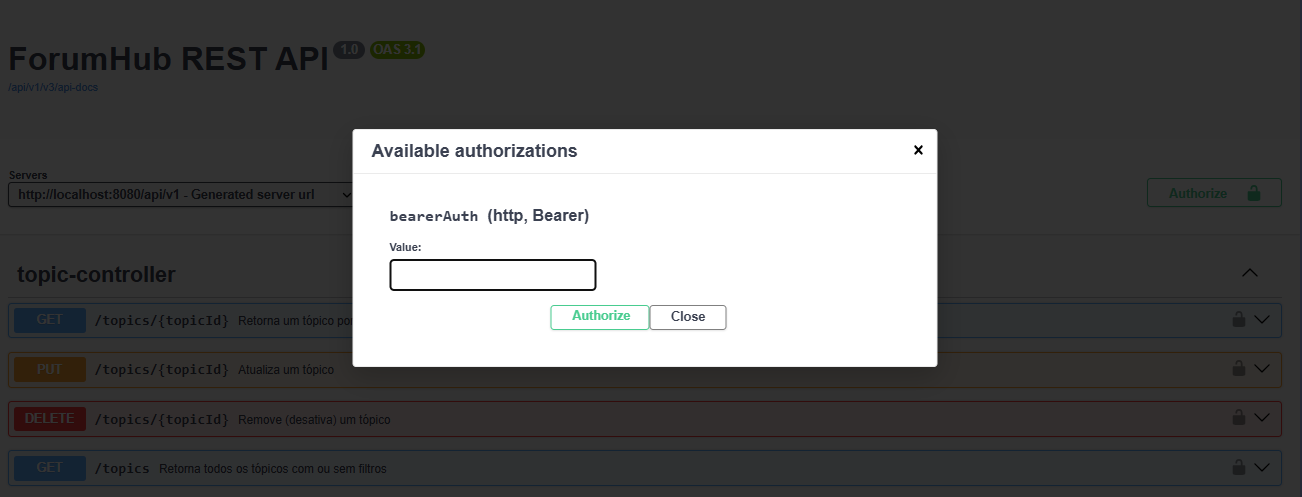 ForumHub REST API 1.0 OAS 3.1
/api/v1/v3/api-docs
Available authorizations
Servers
http://localhost:8080/api/v1 - Generated server url
Authorize
bearerAuth (http, Bearer)
Value:
Authorize Close
topic-controller
GET /topics/{topicId} Retorna um tópico por
PUT /topics/{topicId} Atualiza um tópico
DELETE /topics/{topicId} Remove (desativa) um tópico
GET /topics Retorna todos os tópicos com ou sem filtros